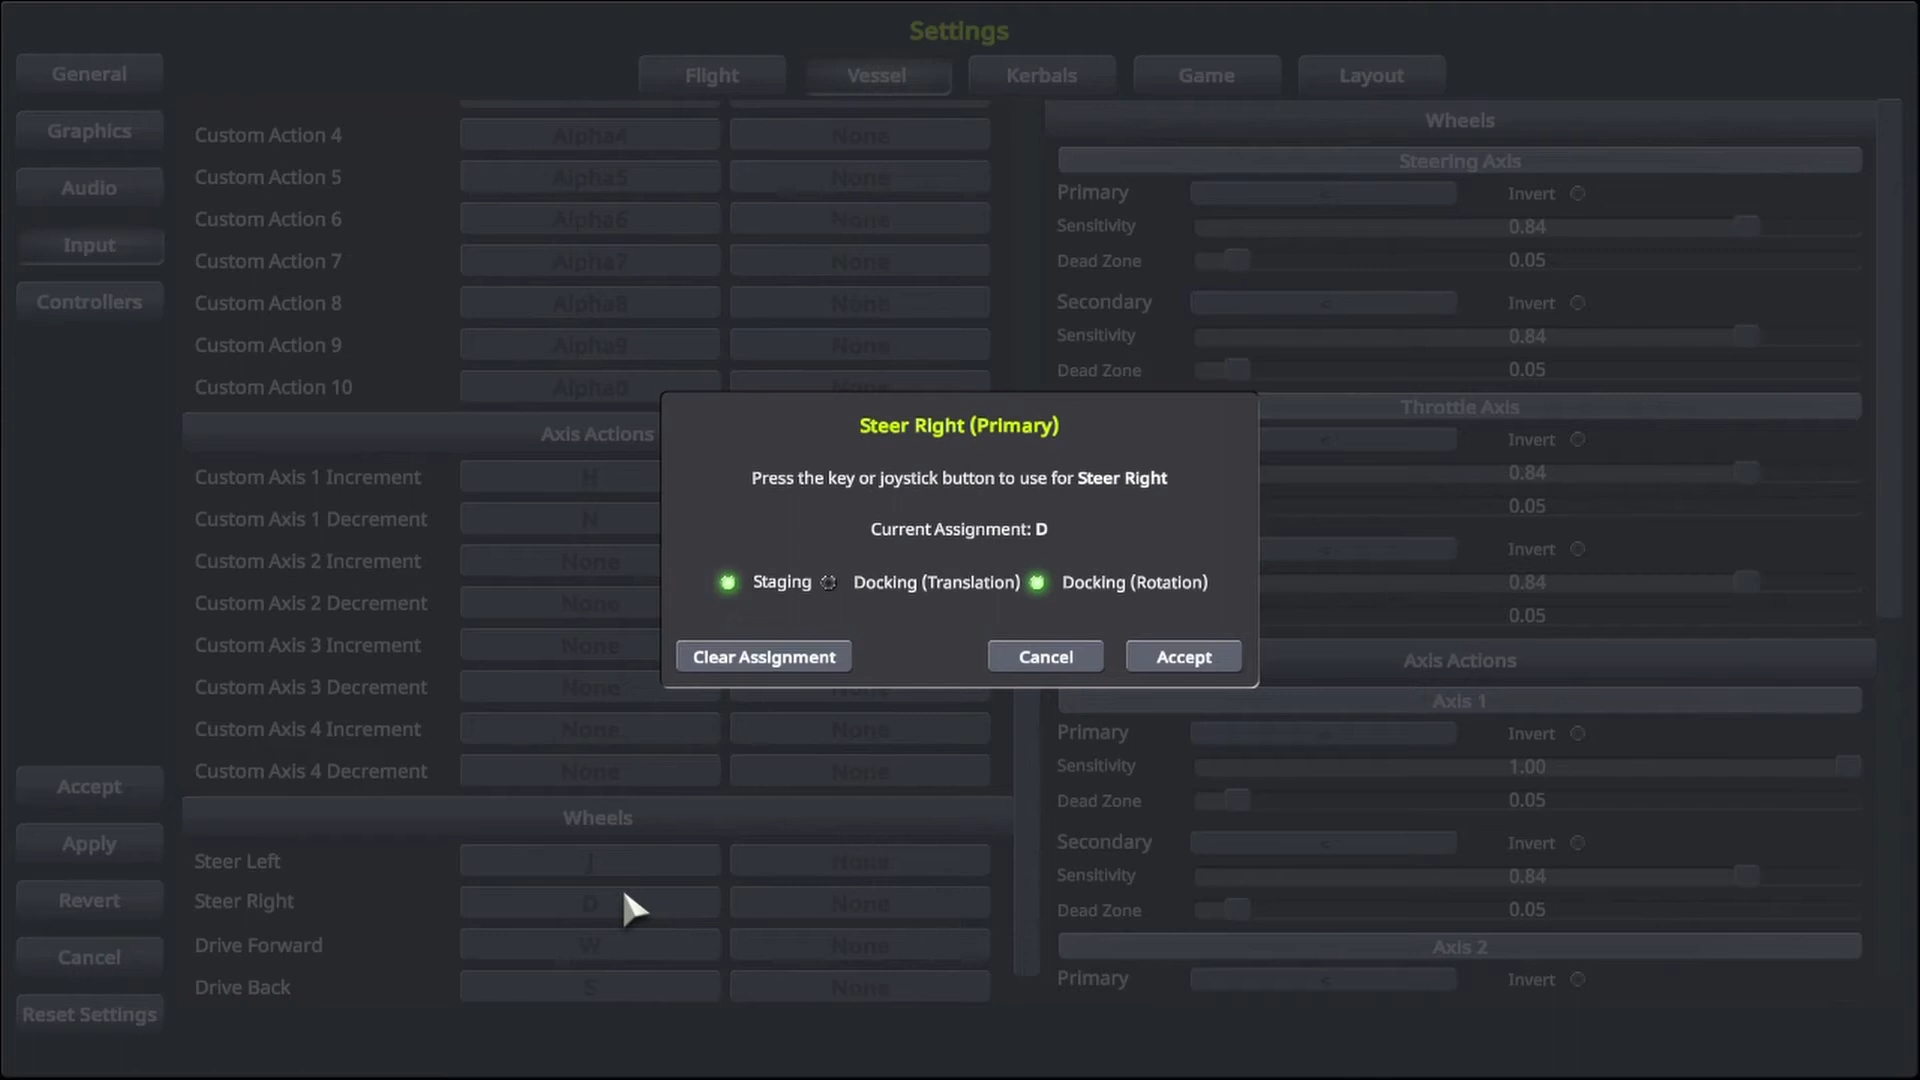 Settings
General
Graphics
Audio
Input
Controllers
Accept
Apply
Revert
Cancel
Reset Settings
Flight Vessel Kerbals Game Layout
Custom Action 4 Alpha4 None
Custom Action 5 Alpha5 None
Custom Action 6 Alpha6 None
Custom Action 7 Alpha7 None
Custom Action 8 Alpha8 None
Custom Action 9 Alpha9 None
Custom Action 10 Alpha0 None
Axis Actions
Custom Axis 1 Increment H
Custom Axis 1 Decrement N
Custom Axis 2 Increment None
Custom Axis 2 Decrement None
Custom Axis 3 Increment None
Custom Axis 3 Decrement None
Custom Axis 4 Increment None None
Custom Axis 4 Decrement None None
Wheels
Steer Left J None
Steer Right D None
Drive Forward W None
Drive Back S None
Steer Right (Primary)
Press the key or joystick button to use for Steer Right
Current Assignment: D
Staging Docking (Translation) Docking (Rotation)
Clear Assignment Cancel Accept
Wheels
Steering Axis
Primary Invert
Sensitivity 0.84
Dead Zone 0.05
Secondary Invert
Sensitivity 0.84
Dead Zone 0.05
Throttle Axis
Invert
0.84
0.05
Invert
0.84
0.05
Axis Actions
Axis 1
Primary Invert
Sensitivity 1.00
Dead Zone 0.05
Secondary Invert
Sensitivity 0.84
Dead Zone 0.05
Axis 2
Primary Invert